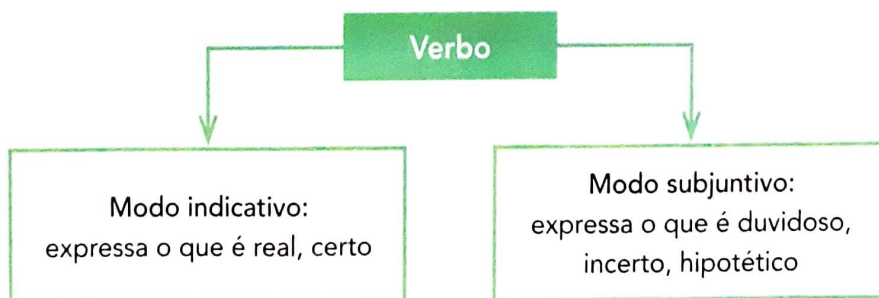 Verbo
Modo indicativo:
expressa o que é real, certo
Modo subjuntivo:
expressa o que é duvidoso,
incerto, hipotético